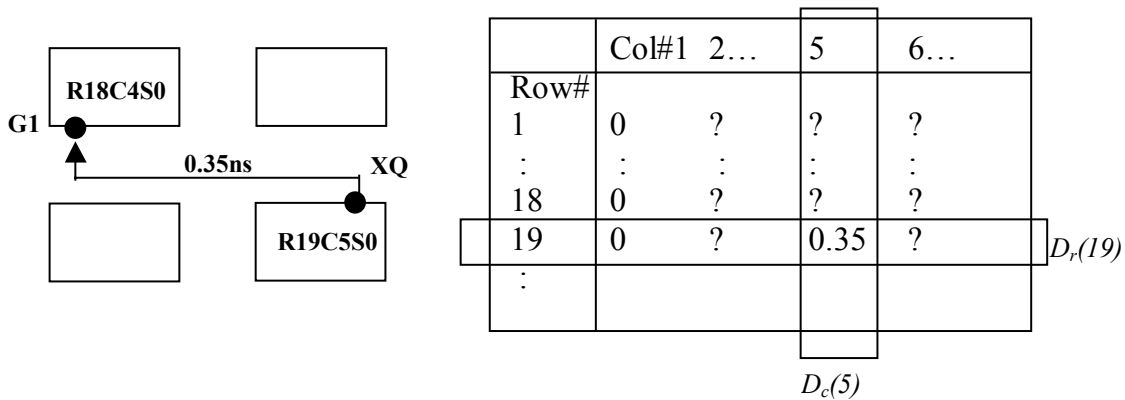 R18C4S0
G1
0.35ns XQ
R19C5S0
Col#1 2… 5 6…
Row#
1 0 ? ? ?
: : : : :
18 0 ? ? ?
19 0 ? 0.35 ?
:
Dr(19)
Dc(5)